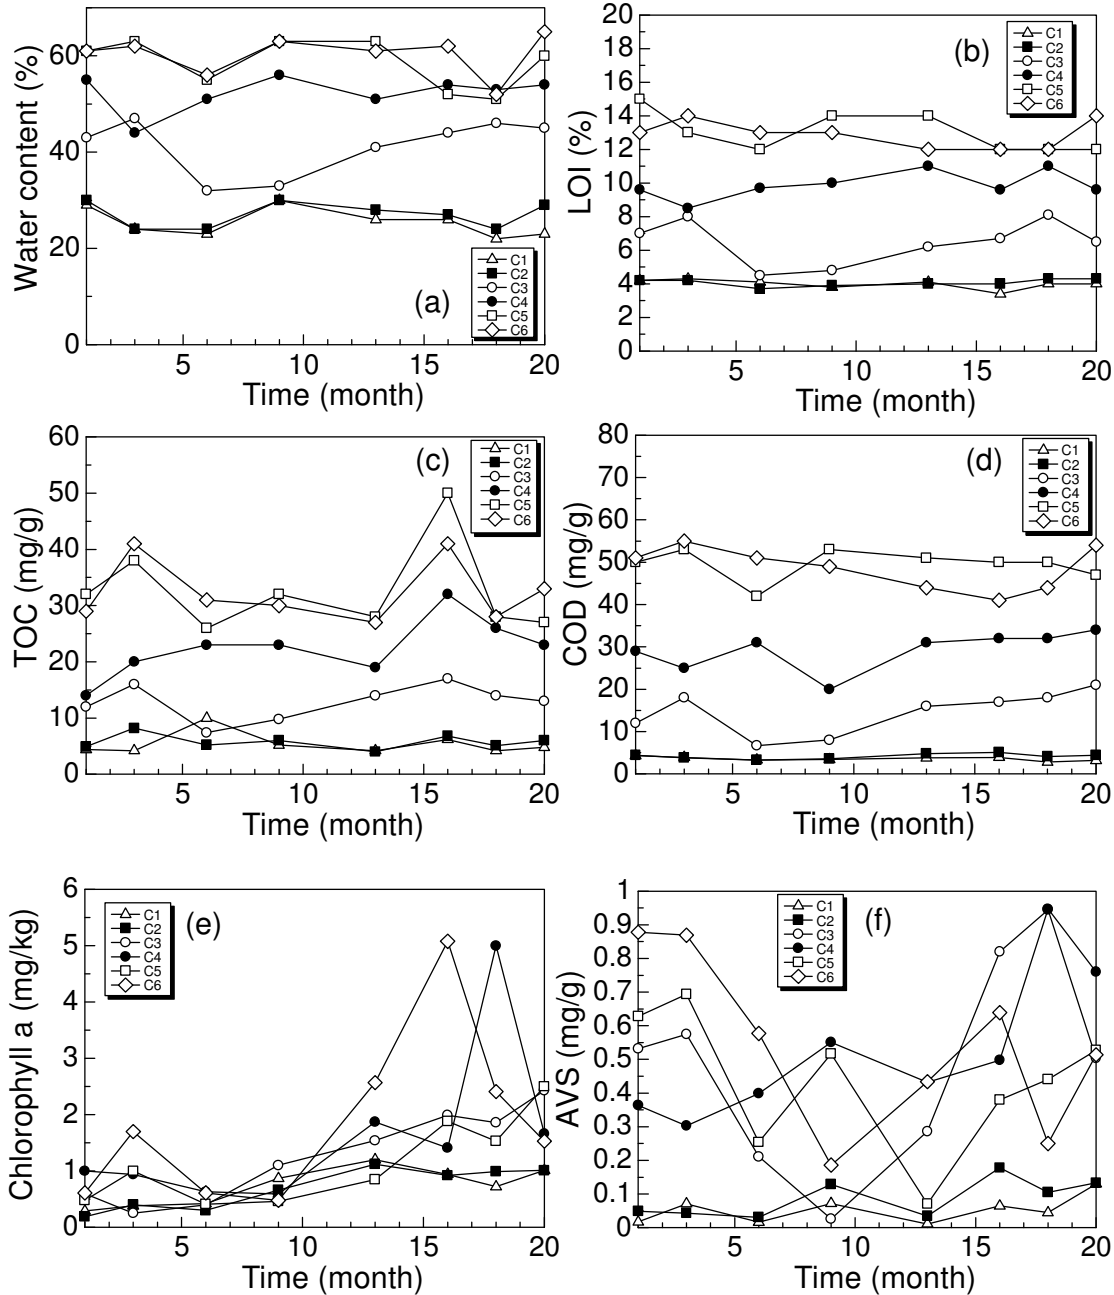 Water content (%)
60
40
20
0
(a)
C1
C2
C3
C4
C5
C6
5 10 15 20
Time (month)
LOI (%)
20
18
16
14
12
10
8
6
4
2
0
(b)
C1
C2
C3
C4
C5
C6
5 10 15 20
Time (month)
TOC (mg/g)
60
50
40
30
20
10
0
(c)
C1
C2
C3
C4
C5
C6
5 10 15 20
Time (month)
COD (mg/g)
80
70
60
50
40
30
20
10
0
(d)
C1
C2
C3
C4
C5
C6
5 10 15 20
Time (month)
Chlorophyll a (mg/kg)
6
5
4
3
2
1
0
(e)
C1
C2
C3
C4
C5
C6
5 10 15 20
Time (month)
AVS (mg/g)
1
0.9
0.8
0.7
0.6
0.5
0.4
0.3
0.2
0.1
0
(f)
C1
C2
C3
C4
C5
C6
5 10 15 20
Time (month)